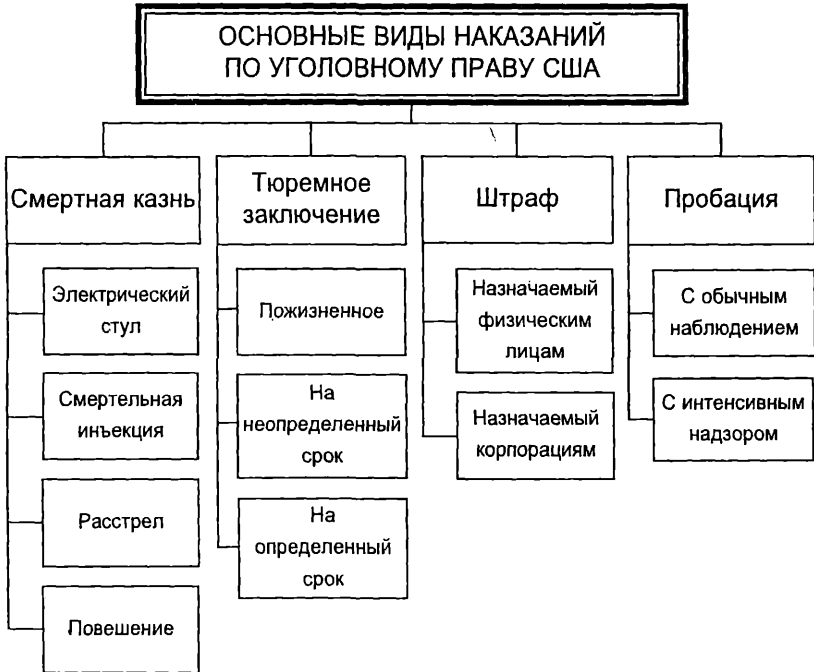 ОСНОВНЫЕ ВИДЫ НАКАЗАНИЙ
ПО УГОЛОВНОМУ ПРАВУ США
Смертная казнь
Электрический
стул
Смертельная
инъекция
Расстрел
Повешение
Тюремное
заключение
Пожизненное
На
неопределенный
срок
На
определенный
срок
Штраф
Назначаемый
физическим
лицам
Назначаемый
корпорациям
Пробация
С обычным
наблюдением
С интенсивным
надзором